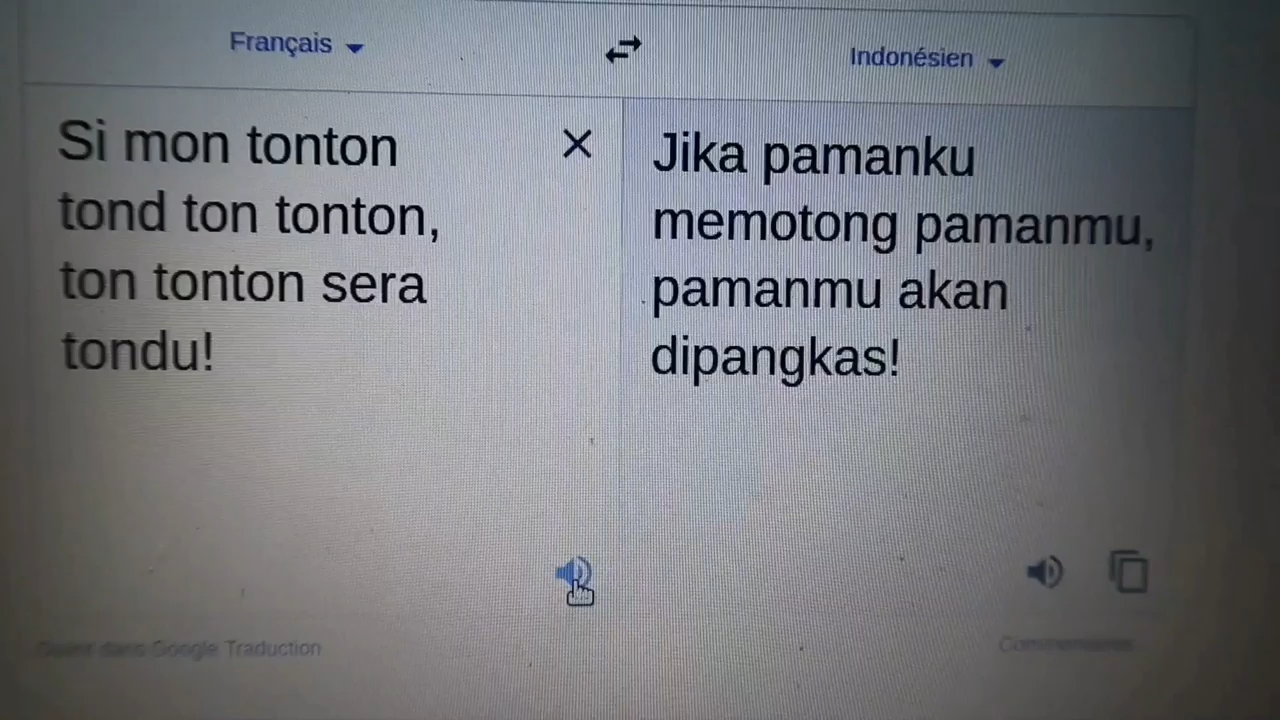 Français
Indonésien
Si mon tonton
tond ton tonton,
ton tonton sera
tondu!
Jika pamanku
memotong pamanmu,
pamanmu akan
dipangkas!
dans Google Traduction